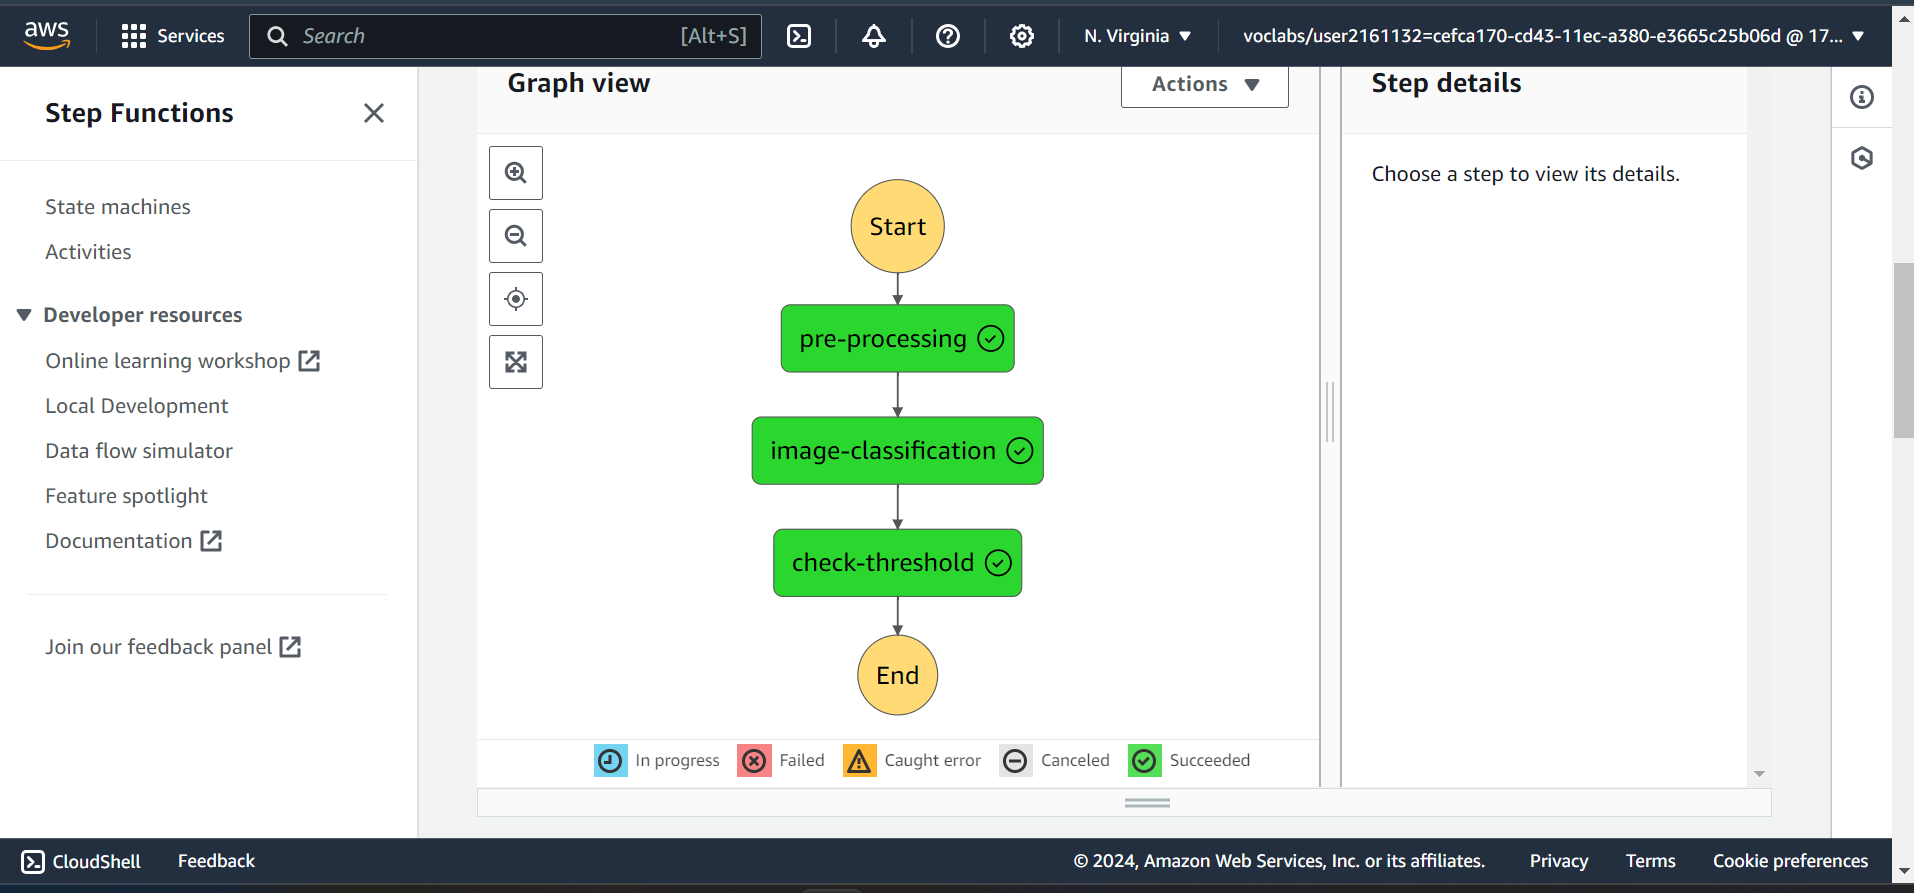 aws
Services
Search
[Alt+S]
N. Virginia
voclabs/user2161132=cefca170-cd43-11ec-a380-e3665c25b06d @ 17...
Step Functions
State machines
Activities
Developer resources
Online learning workshop
Local Development
Data flow simulator
Feature spotlight
Documentation
Join our feedback panel
Graph view
Actions
Start
pre-processing
image-classification
check-threshold
End
In progress
Failed
Caught error
Canceled
Succeeded
Step details
Choose a step to view its details.
CloudShell
Feedback
© 2024, Amazon Web Services, Inc. or its affiliates.
Privacy
Terms
Cookie preferences